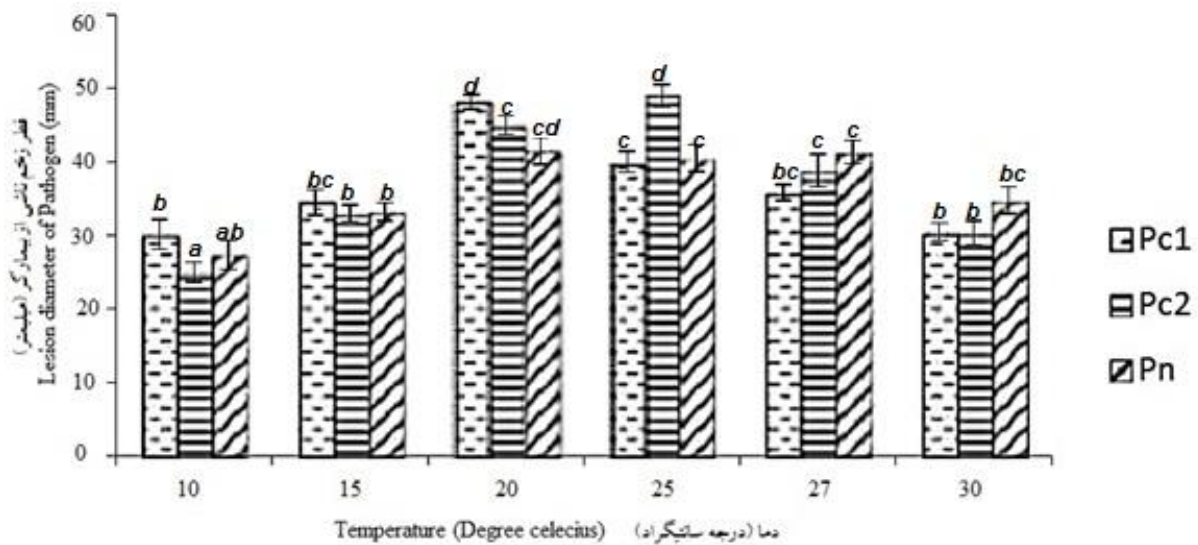 60
50
40
30
20
10
0
قطر زخم ناشی از بیمارگر (میلیمتر)
Lesion diameter of Pathogen (mm)
b a ab
bc b b
d c cd
c d c
bc c c
b b bc
10 15 20 25 27 30
Temperature (Degree celecius) دما (درجه سانتیگراد)
Pc1
Pc2
Pn